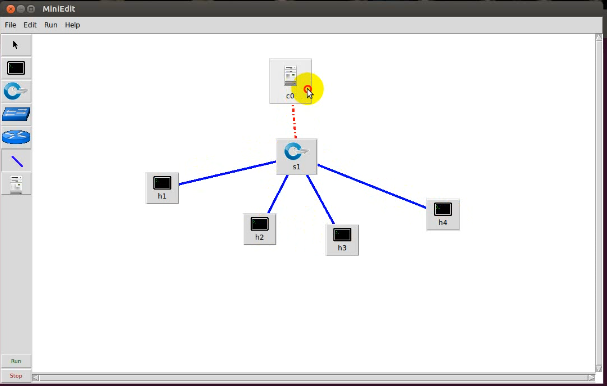 MiniEdit
File Edit Run Help
c0
s1
h1
h2
h3
h4
Run
Stop